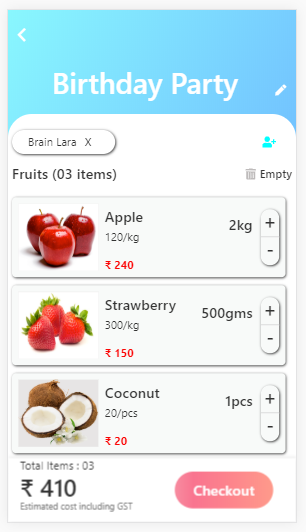 Birthday Party
Brain Lara X
Fruits (03 items)
Empty
Apple
2kg
+
120/kg
-
₹ 240
Strawberry
500gms
+
300/kg
-
₹ 150
Coconut
1pcs
+
20/pcs
-
₹ 20
Total Items : 03
₹ 410
Estimated cost including GST
Checkout